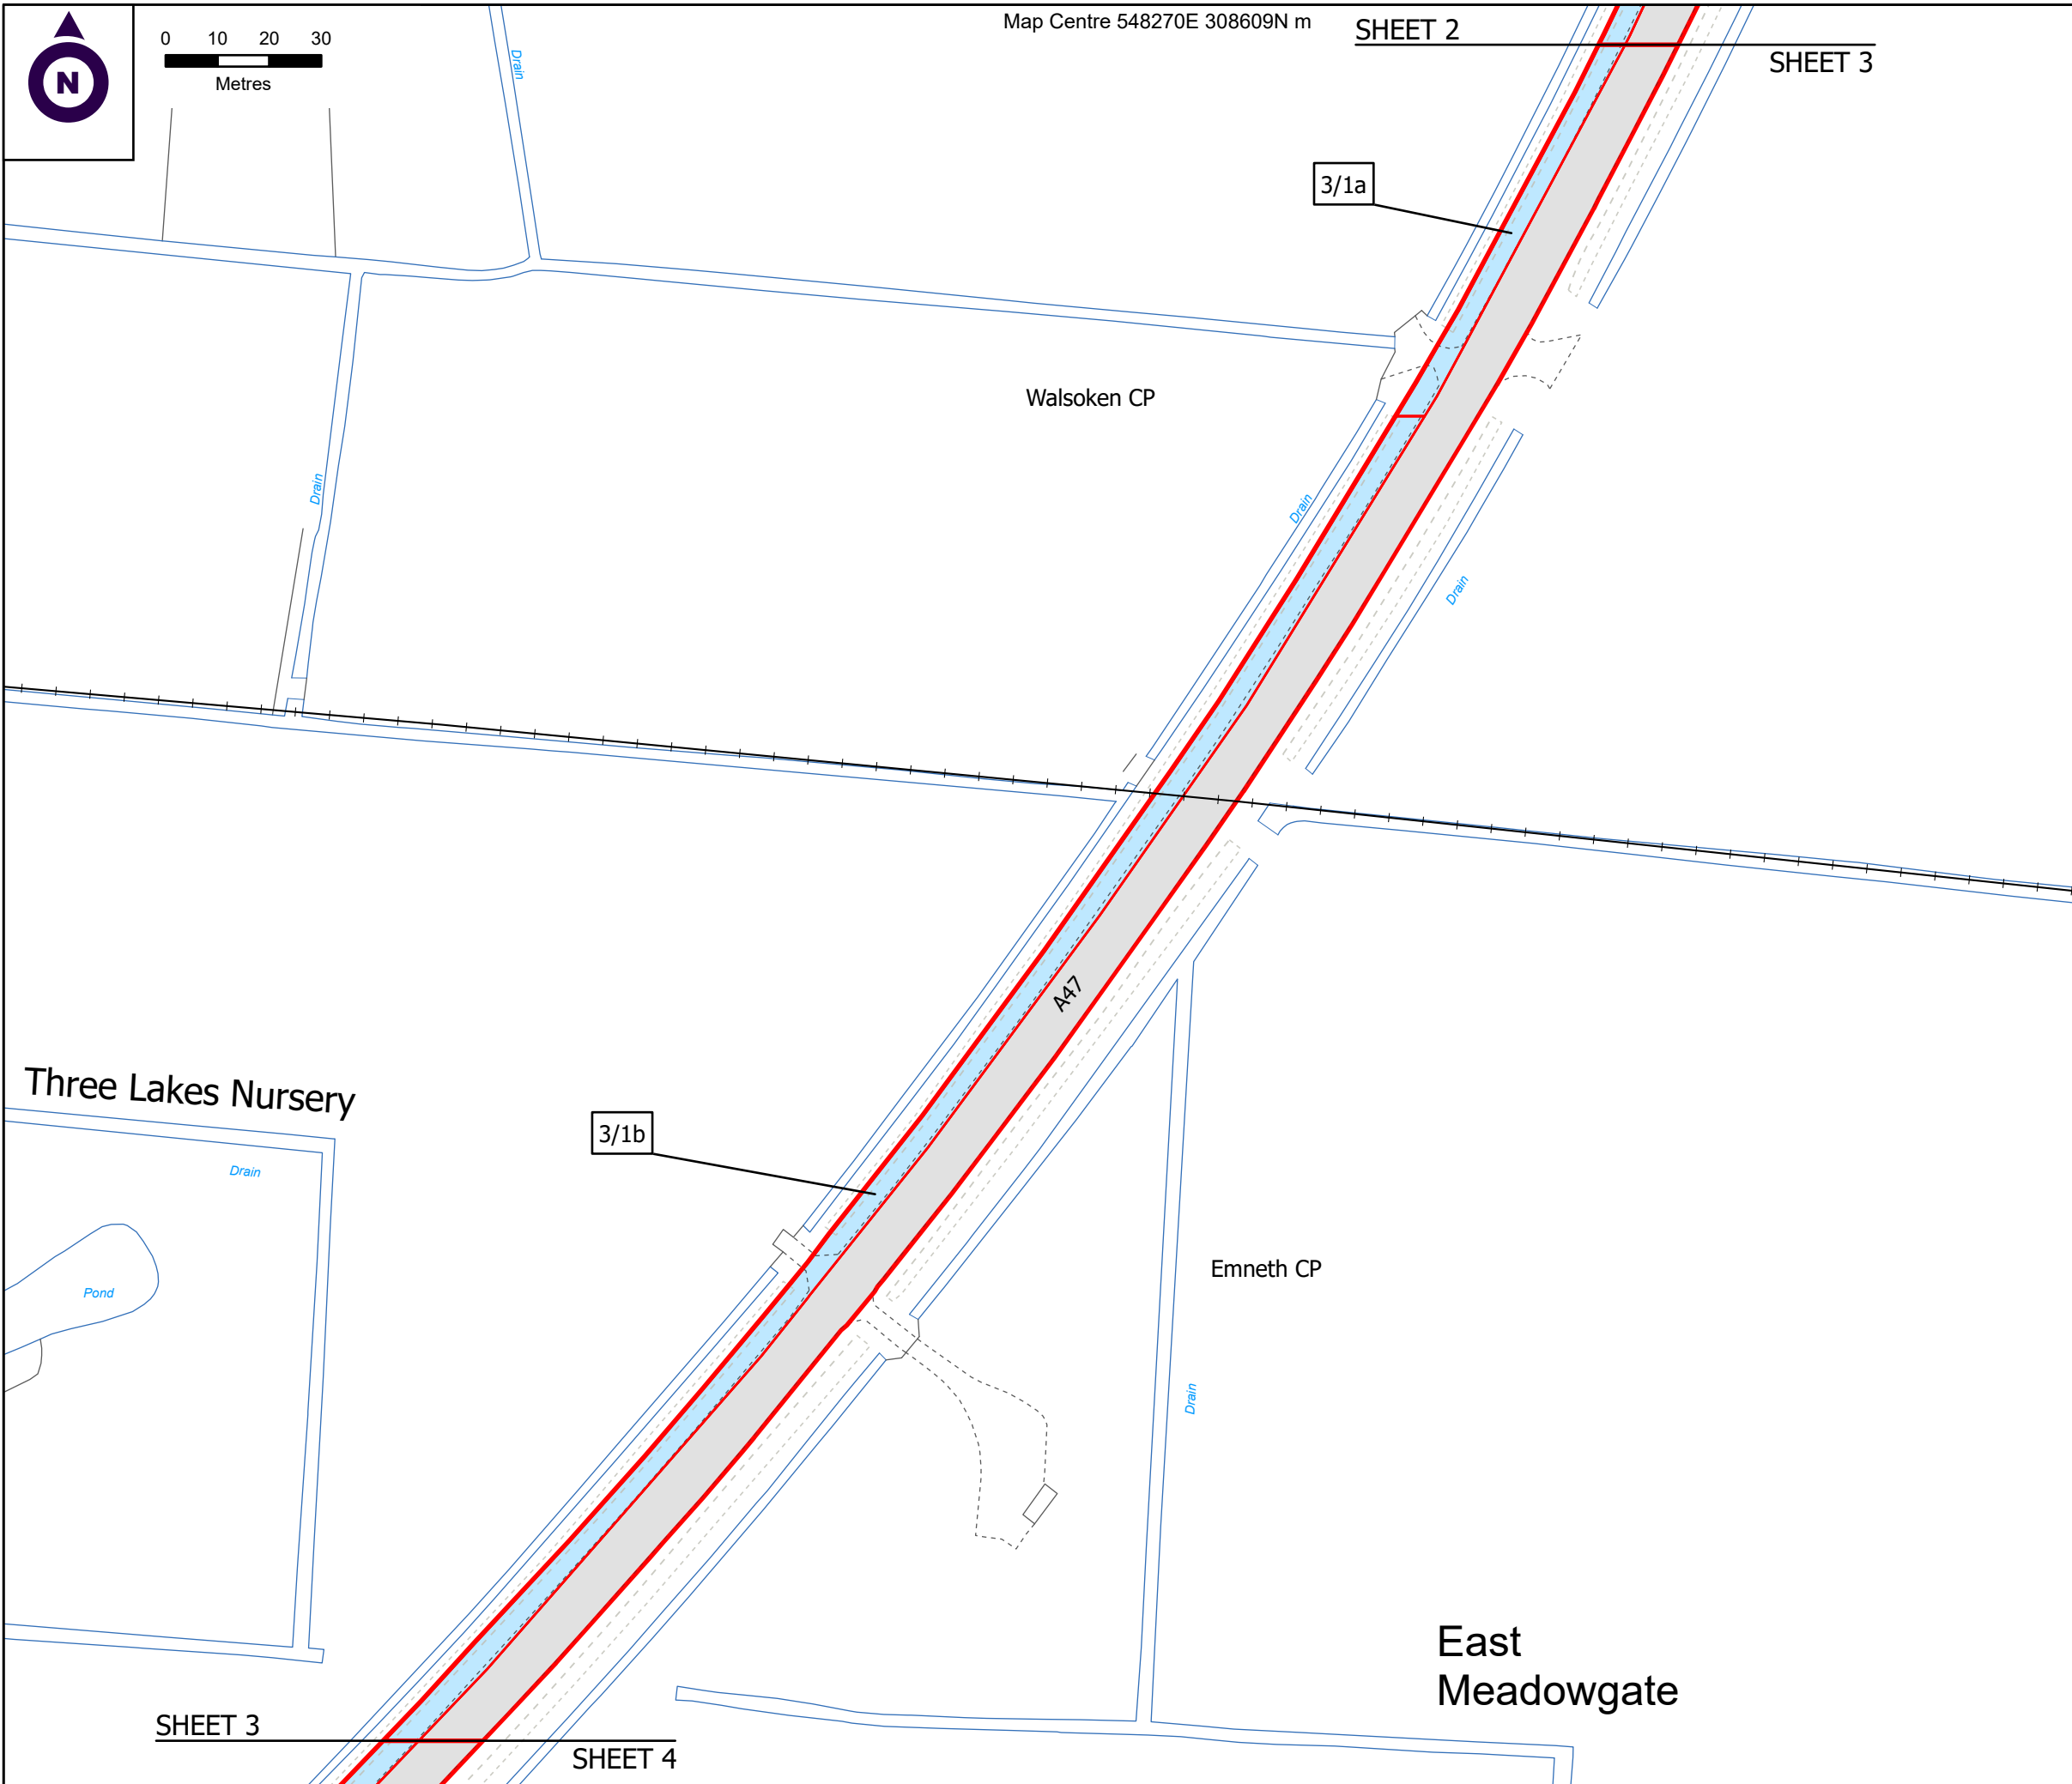 Map Centre 548270E 308609N m
SHEET 2
SHEET 3
N
0 10 20 30
Metres
Drain
3/1a
Walsoken CP
Drain
Drain
Drain
A47
Three Lakes Nursery
3/1b
Drain
Emneth CP
Pond
Drain
East
Meadowgate
SHEET 3
SHEET 4